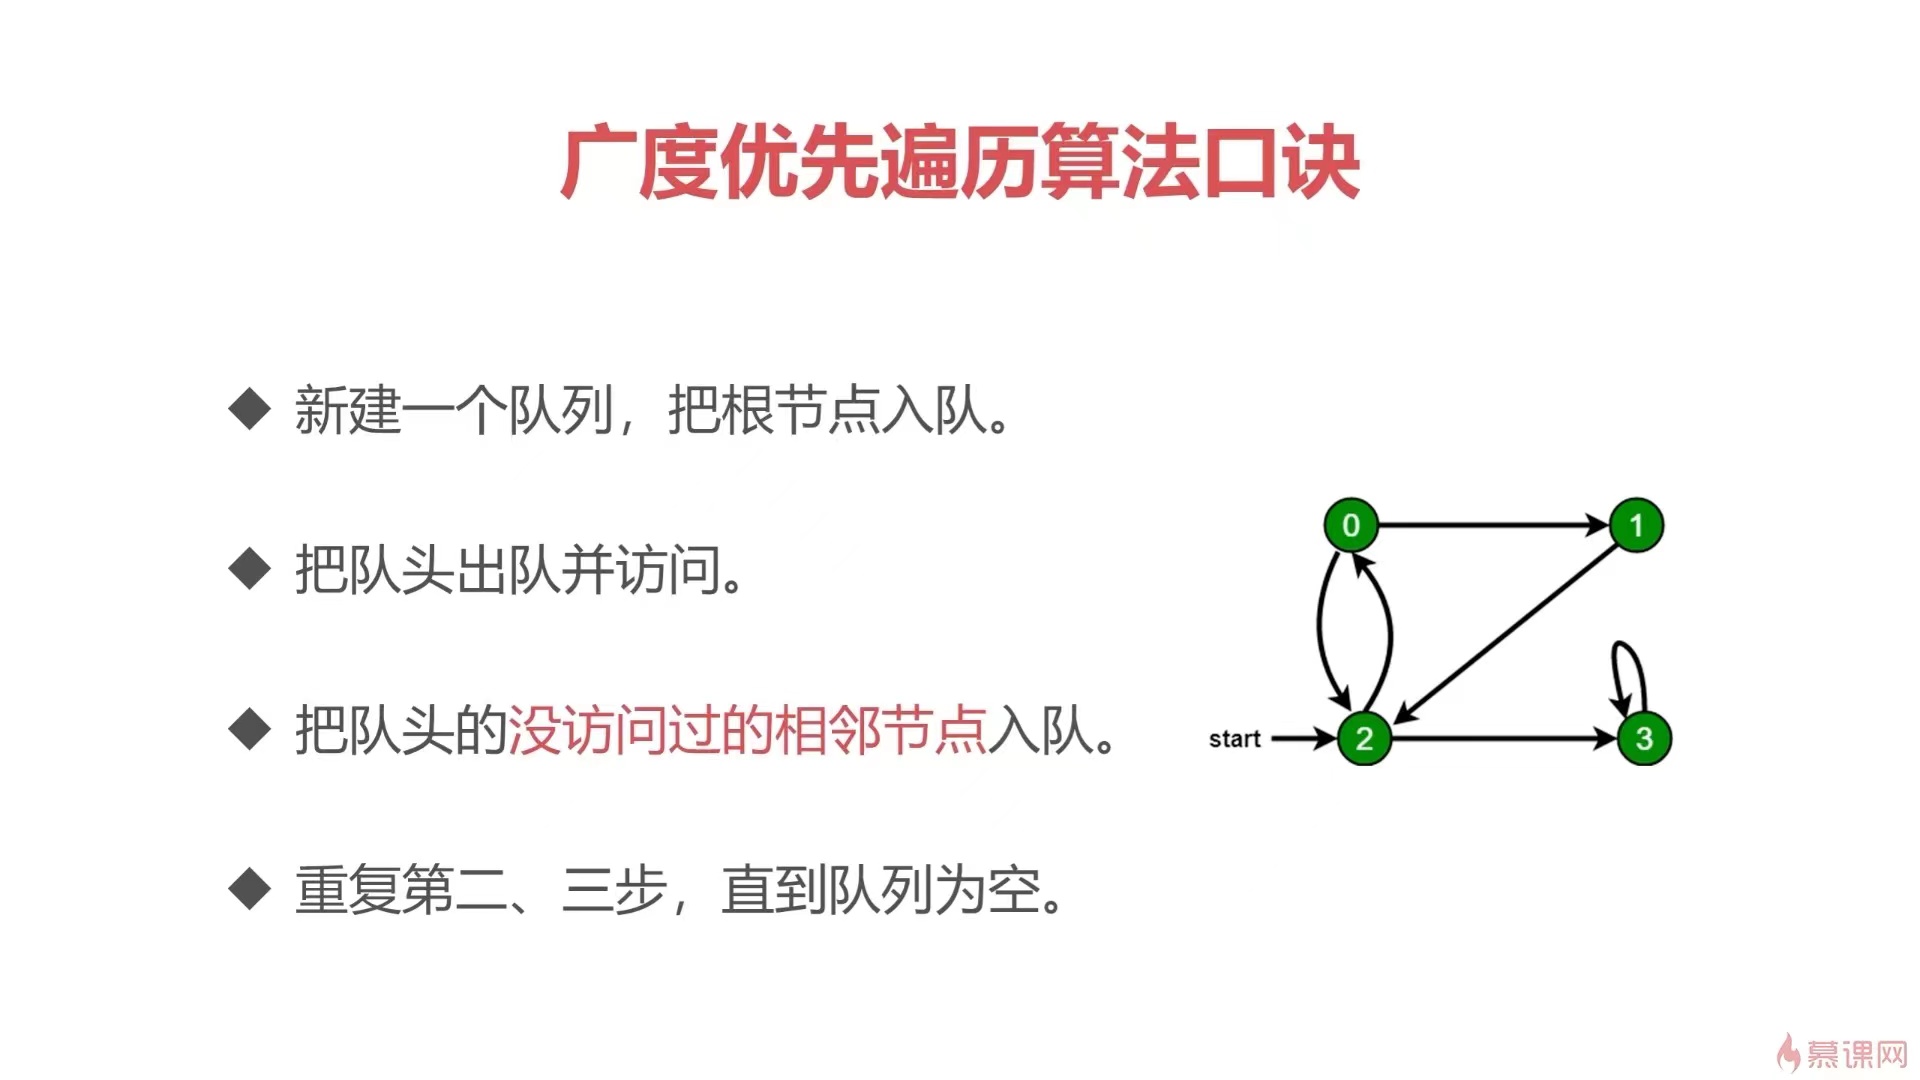 广度优先遍历算法口诀
新建一个队列，把根节点入队。
把队头出队并访问。
把队头的没访问过的相邻节点入队。
重复第二、三步，直到队列为空。
0
1
start
2
3
慕课网